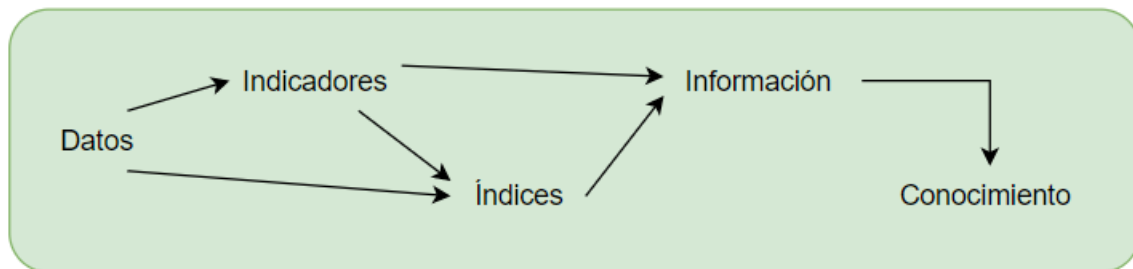 Datos
Indicadores
Índices
Información
Conocimiento